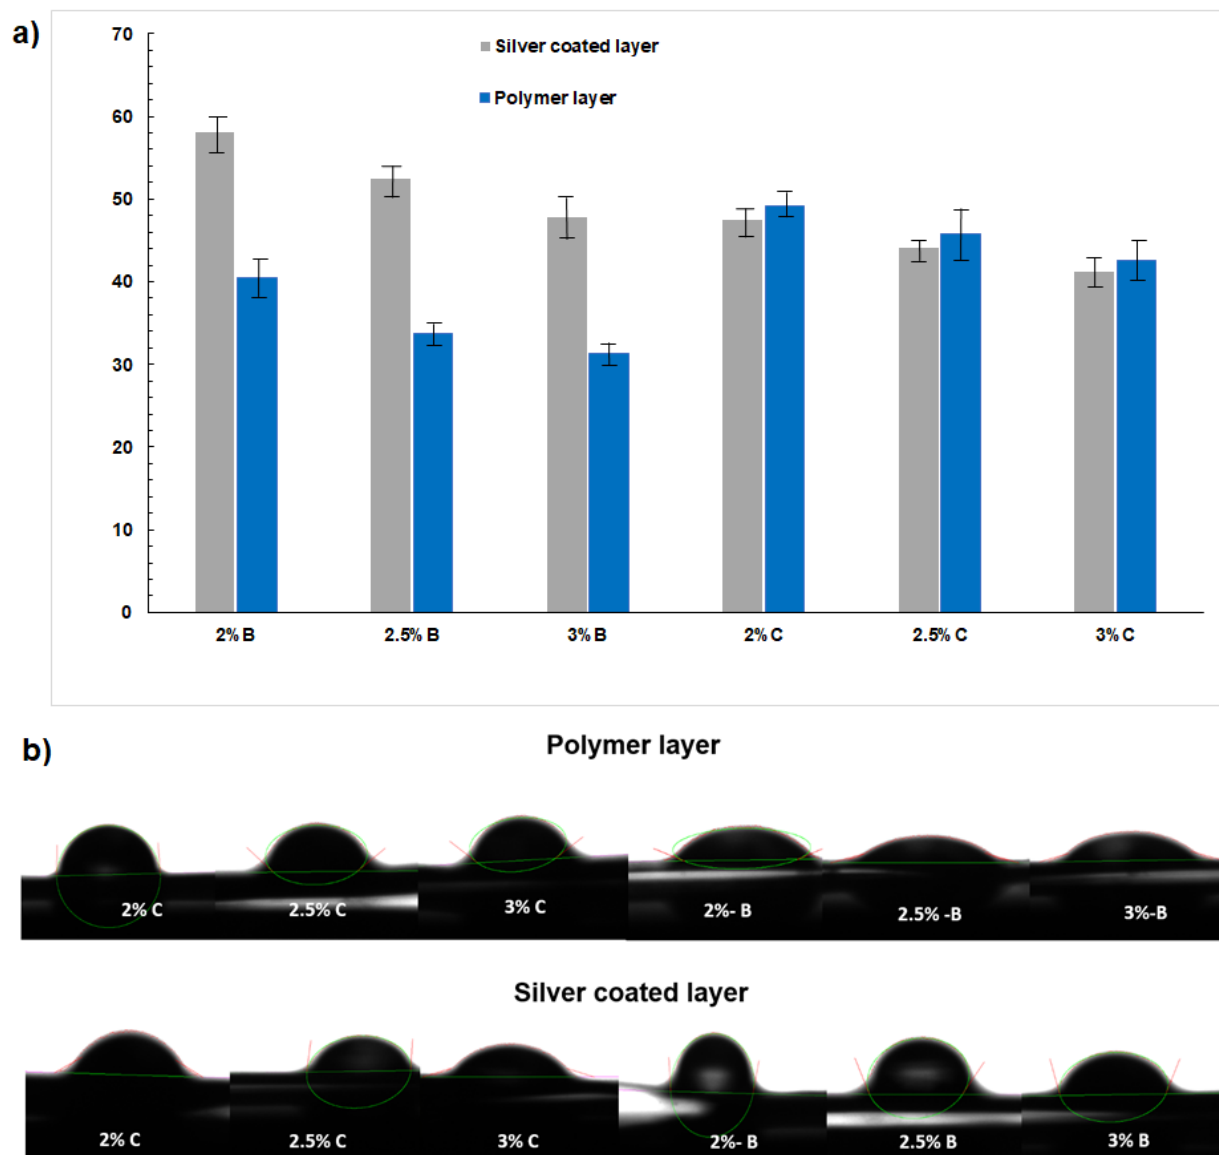 a)
70
Silver coated layer
Polymer layer
60
50
40
30
20
10
0
2% B
2.5% B
3% B
2% C
2.5% C
3% C
b)
Polymer layer
2% C
2.5% C
3% C
2%- B
2.5% -B
3%-B
Silver coated layer
2% C
2.5% C
3% C
2%- B
2.5% B
3% B